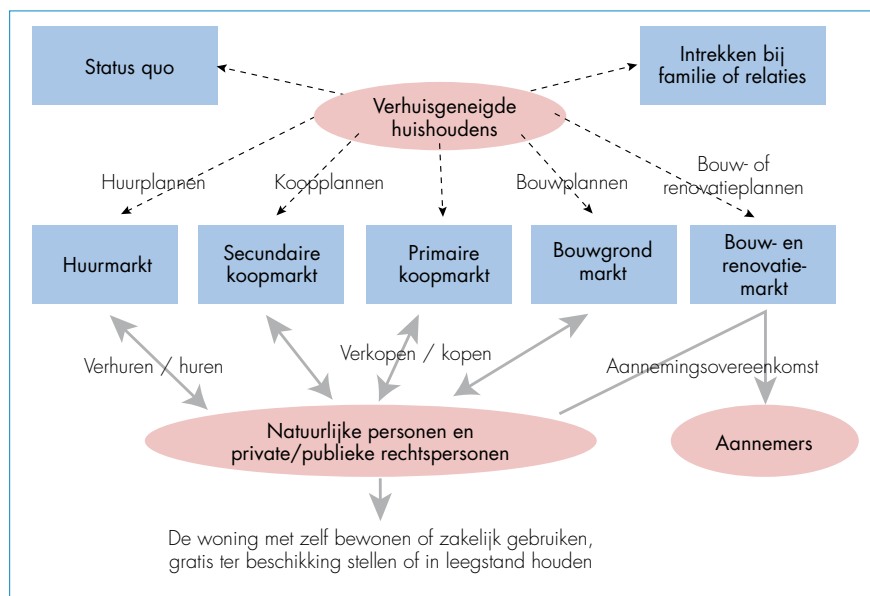 Status quo
Intrekken bij
familie of relaties
Verhuisgeneigde
huishoudens
Huurplannen
Koopplannen
Bouwplannen
Bouw- of
renovatieplannen
Huurmarkt
Secundaire
koopmarkt
Primaire
koopmarkt
Bouwgrond
markt
Bouw- en
renovatie-
markt
Verhuren / huren
Verkopen / kopen
Aannemingsovereenkomst
Natuurlijke personen en
private/publieke rechtspersonen
Aannemers
De woning met zelf bewonen of zakelijk gebruiken,
gratis ter beschikking stellen of in leegstand houden